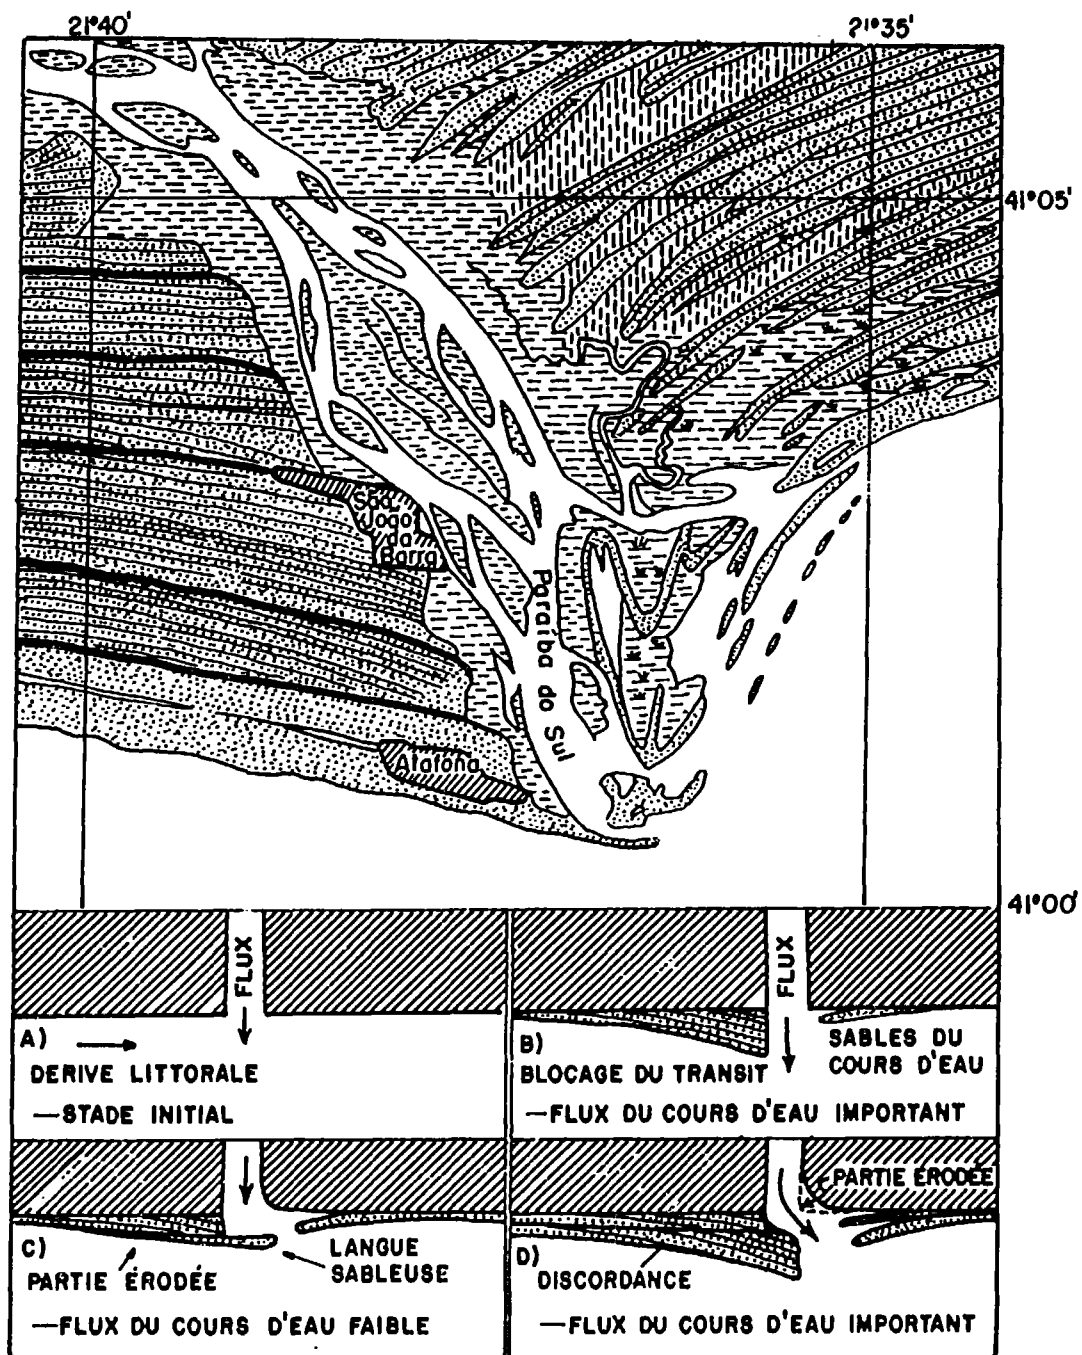 21°40'
21°35'
41°05'
São
João
da
Barra
Paraíba do Sul
Atafona
41°00'
FLUX
A)
DERIVE LITTORALE
—STADE INITIAL
FLUX
B)
SABLES DU
COURS D'EAU
BLOCAGE DU TRANSIT
—FLUX DU COURS D'EAU IMPORTANT
C)
PARTIE ÉRODÉE
LANGUE
SABLEUSE
—FLUX DU COURS D'EAU FAIBLE
PARTIE ÉRODÉE
D)
DISCORDANCE
—FLUX DU COURS D'EAU IMPORTANT